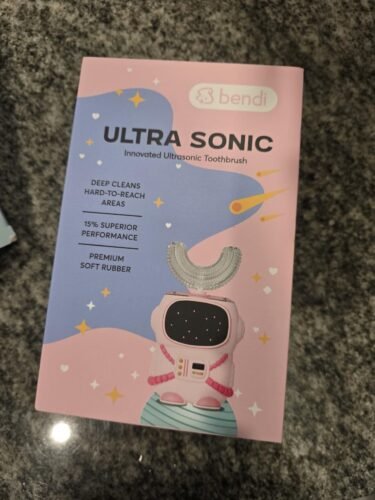 bendi
ULTRA SONIC
Innovated Ultrasonic Toothbrush
DEEP CLEANS
HARD-TO-REACH
AREAS
15% SUPERIOR
PERFORMANCE
PREMIUM
SOFT RUBBER